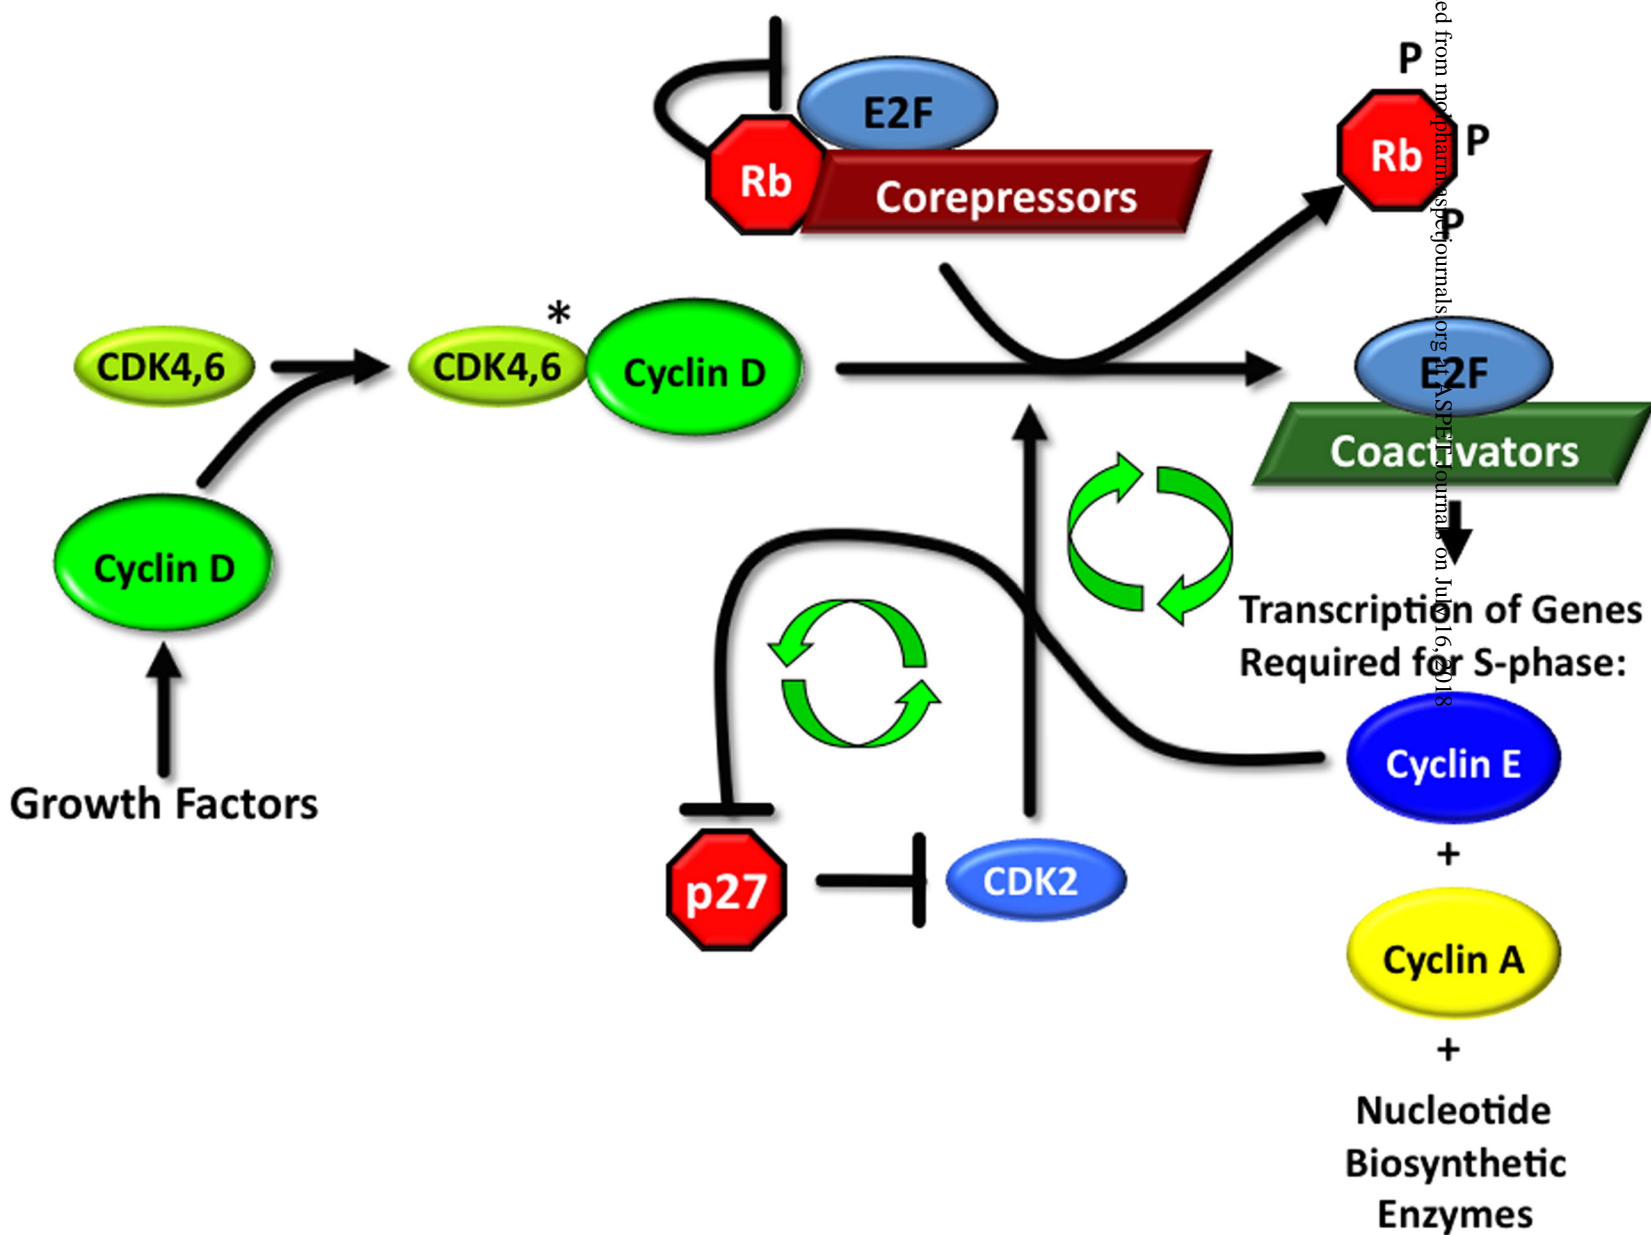 E2F
Rb
Corepressors
P
Rb
P
P
CDK4,6
*
CDK4,6
Cyclin D
E2F
Coactivators
Cyclin D
Transcription of Genes
Required for S-phase:
Growth Factors
Cyclin E
+
p27
CDK2
Cyclin A
+
Nucleotide
Biosynthetic
Enzymes
ed from molpharm.aspetjournals.org at ASPET Journals on July 16, 2018